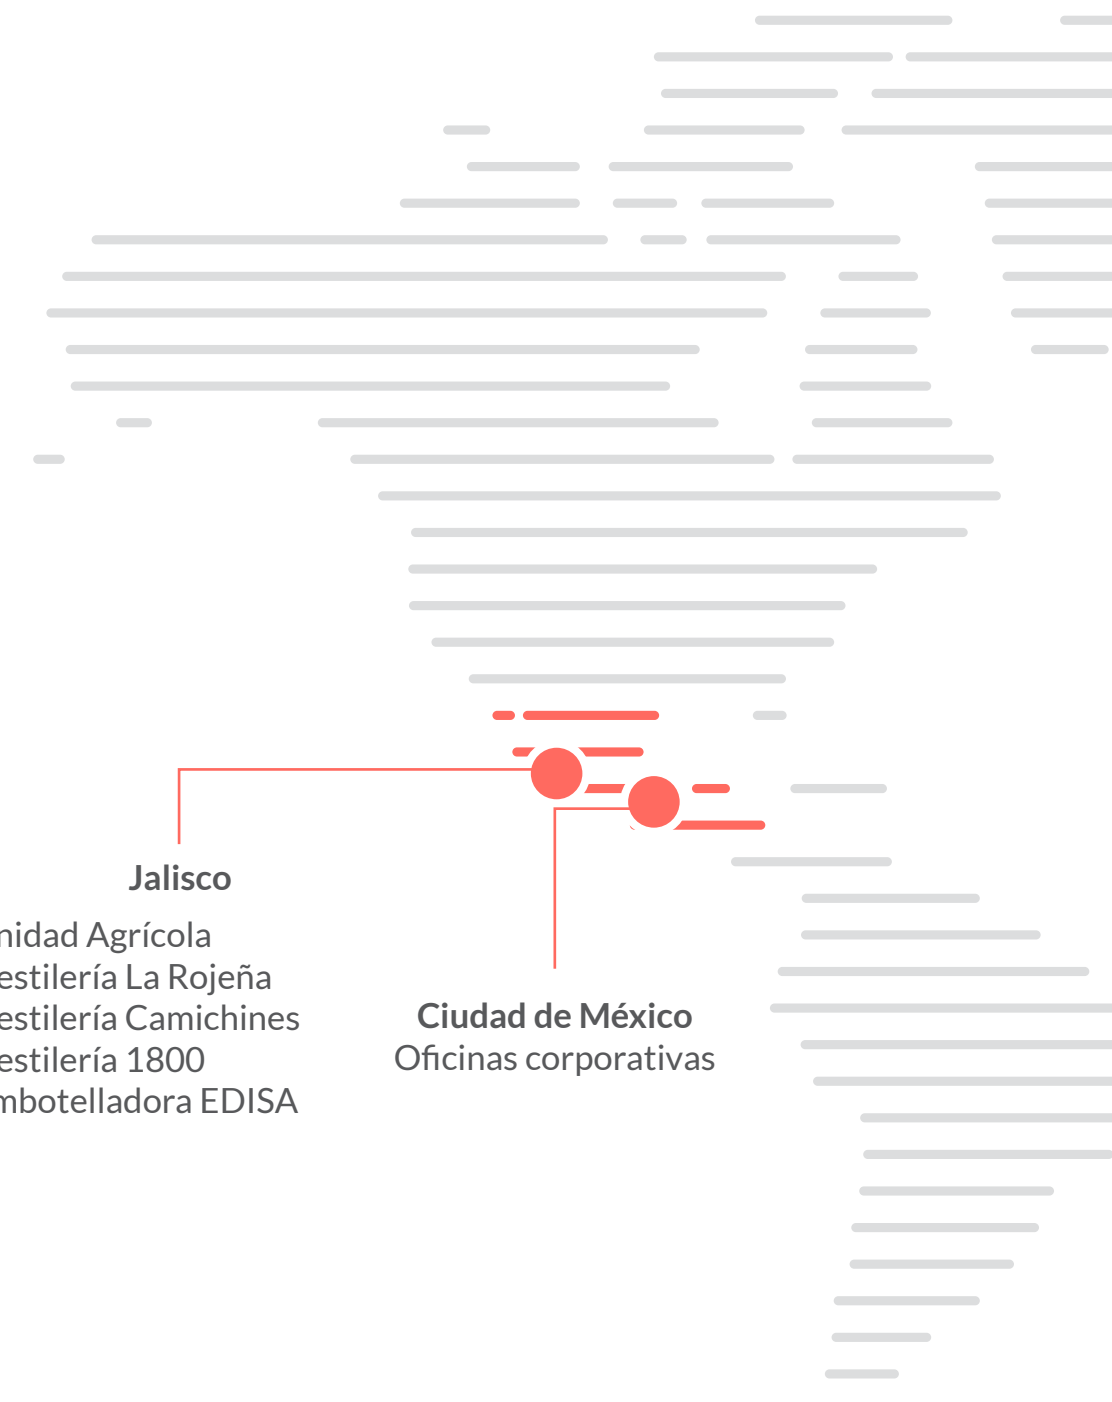 Jalisco
nidad Agrícola
estilería La Rojeña
estilería Camichines
estilería 1800
mbotelladora EDISA
Ciudad de México
Oficinas corporativas